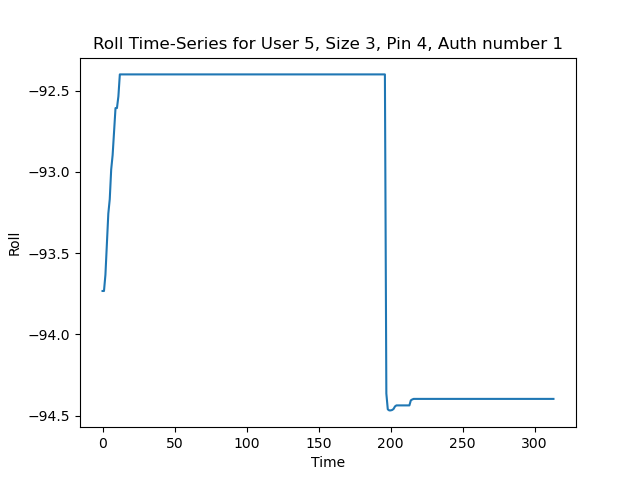 Roll Time-Series for User 5, Size 3, Pin 4, Auth number 1
−92.5
−93.0
−93.5
−94.0
−94.5
Roll
0 50 100 150 200 250 300
Time